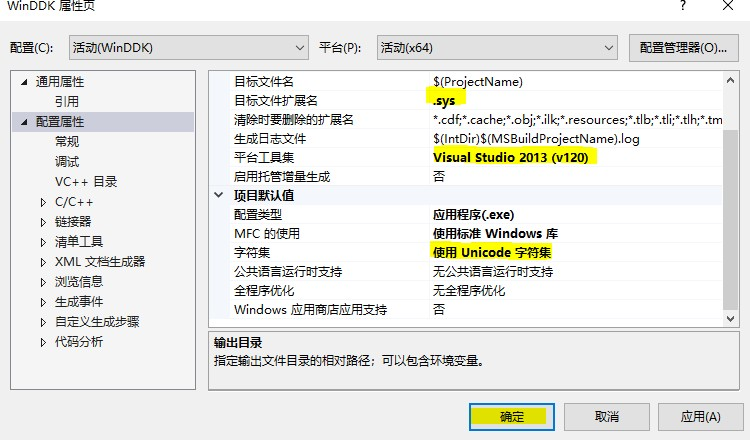 WinDDK 属性页
?
配置(C): 活动(WinDDK) 平台(P): 活动(x64) 配置管理器(O)...
通用属性
引用
配置属性
常规
调试
VC++ 目录
C/C++
链接器
清单工具
XML 文档生成器
浏览信息
生成事件
自定义生成步骤
代码分析
目标文件名 $(ProjectName)
目标文件扩展名 .sys
清除时要删除的扩展名 *.cdf;*.cache;*.obj;*.ilk;*.resources;*.tlb;*.tli;*.tlh;*.tm
生成日志文件 $(IntDir)$(MSBuildProjectName).log
平台工具集 Visual Studio 2013 (v120)
启用托管增量生成 否
项目默认值
配置类型 应用程序(.exe)
MFC 的使用 使用标准 Windows 库
字符集 使用 Unicode 字符集
公共语言运行时支持 无公共语言运行时支持
全程序优化 无全程序优化
Windows 应用商店应用支持 否
输出目录
指定输出文件目录的相对路径；可以包含环境变量。
确定 取消 应用(A)